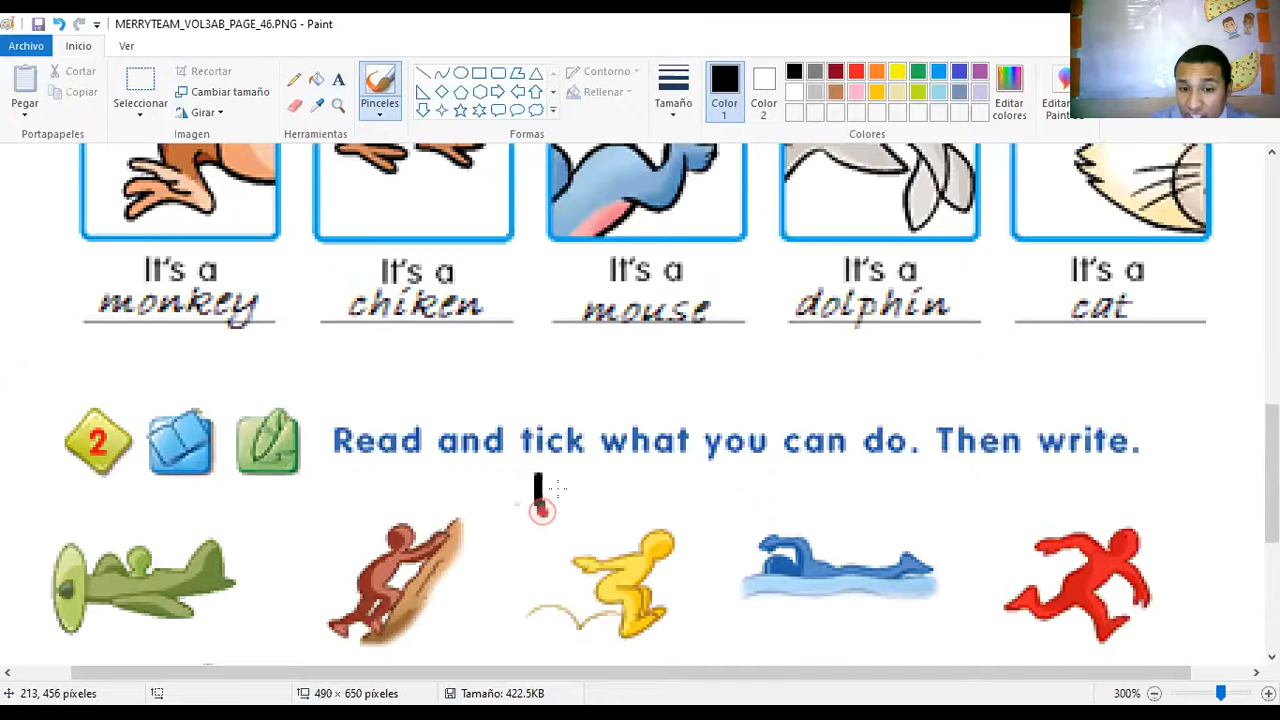 MERRYTEAM_VOL3AB_PAGE_46.PNG - Paint
Archivo Inicio Ver
Pegar
Cortar
Copiar
Portapapeles
Seleccionar
Recortar
Cambiar tamaño
Girar
Imagen
A
Herramientas
Pinceles
Contorno
Rellenar
Formas
Tamaño
Color 1
Color 2
Editar colores
Colores
It's a It's a It's a It's a It's a
monkey chiken mouse dolphin cat
2 Read and tick what you can do. Then write.
213, 456 píxeles 490 × 650 píxeles Tamaño: 422.5KB 300%